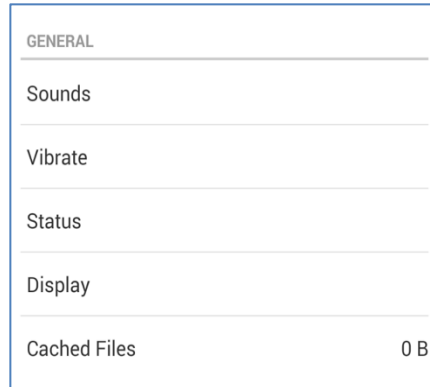 GENERAL
Sounds
Vibrate
Status
Display
Cached Files 0 B